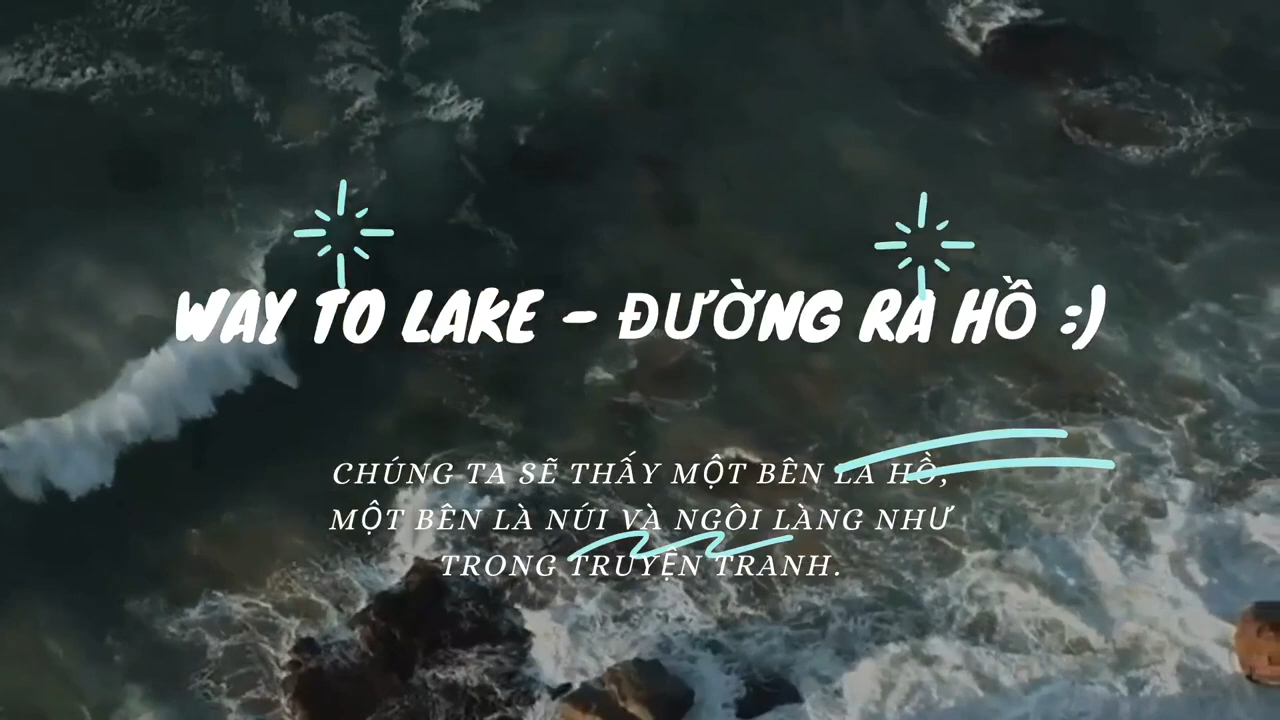 WAY TO LAKE - ĐƯỜNG RA HỒ :)
CHÚNG TA SẼ THẤY MỘT BÊN LÀ HỒ,
MỘT BÊN LÀ NÚI VÀ NGÔI LÀNG NHƯ
TRONG TRUYỆN TRANH.